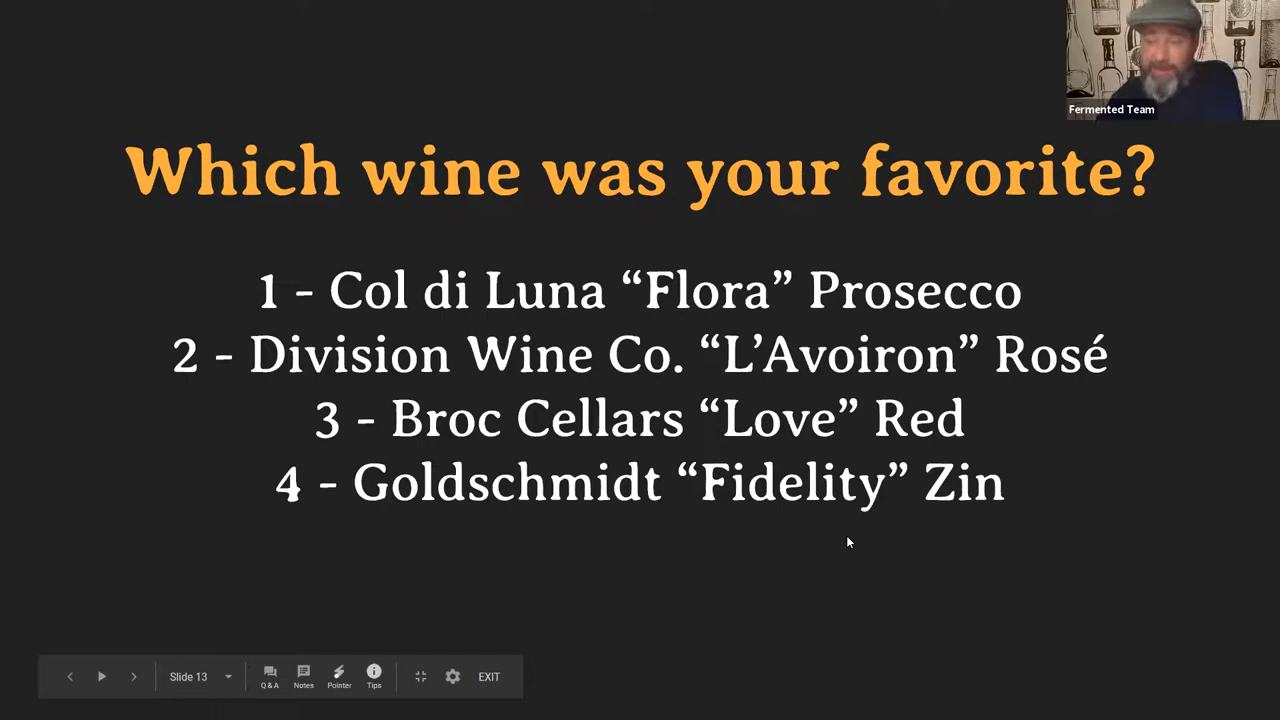 Fermented Team
Which wine was your favorite?
1 - Col di Luna “Flora” Prosecco
2 - Division Wine Co. “L’Avoiron” Rosé
3 - Broc Cellars “Love” Red
4 - Goldschmidt “Fidelity” Zin
Slide 13
Q & A
Notes
Pointer
Tips
EXIT